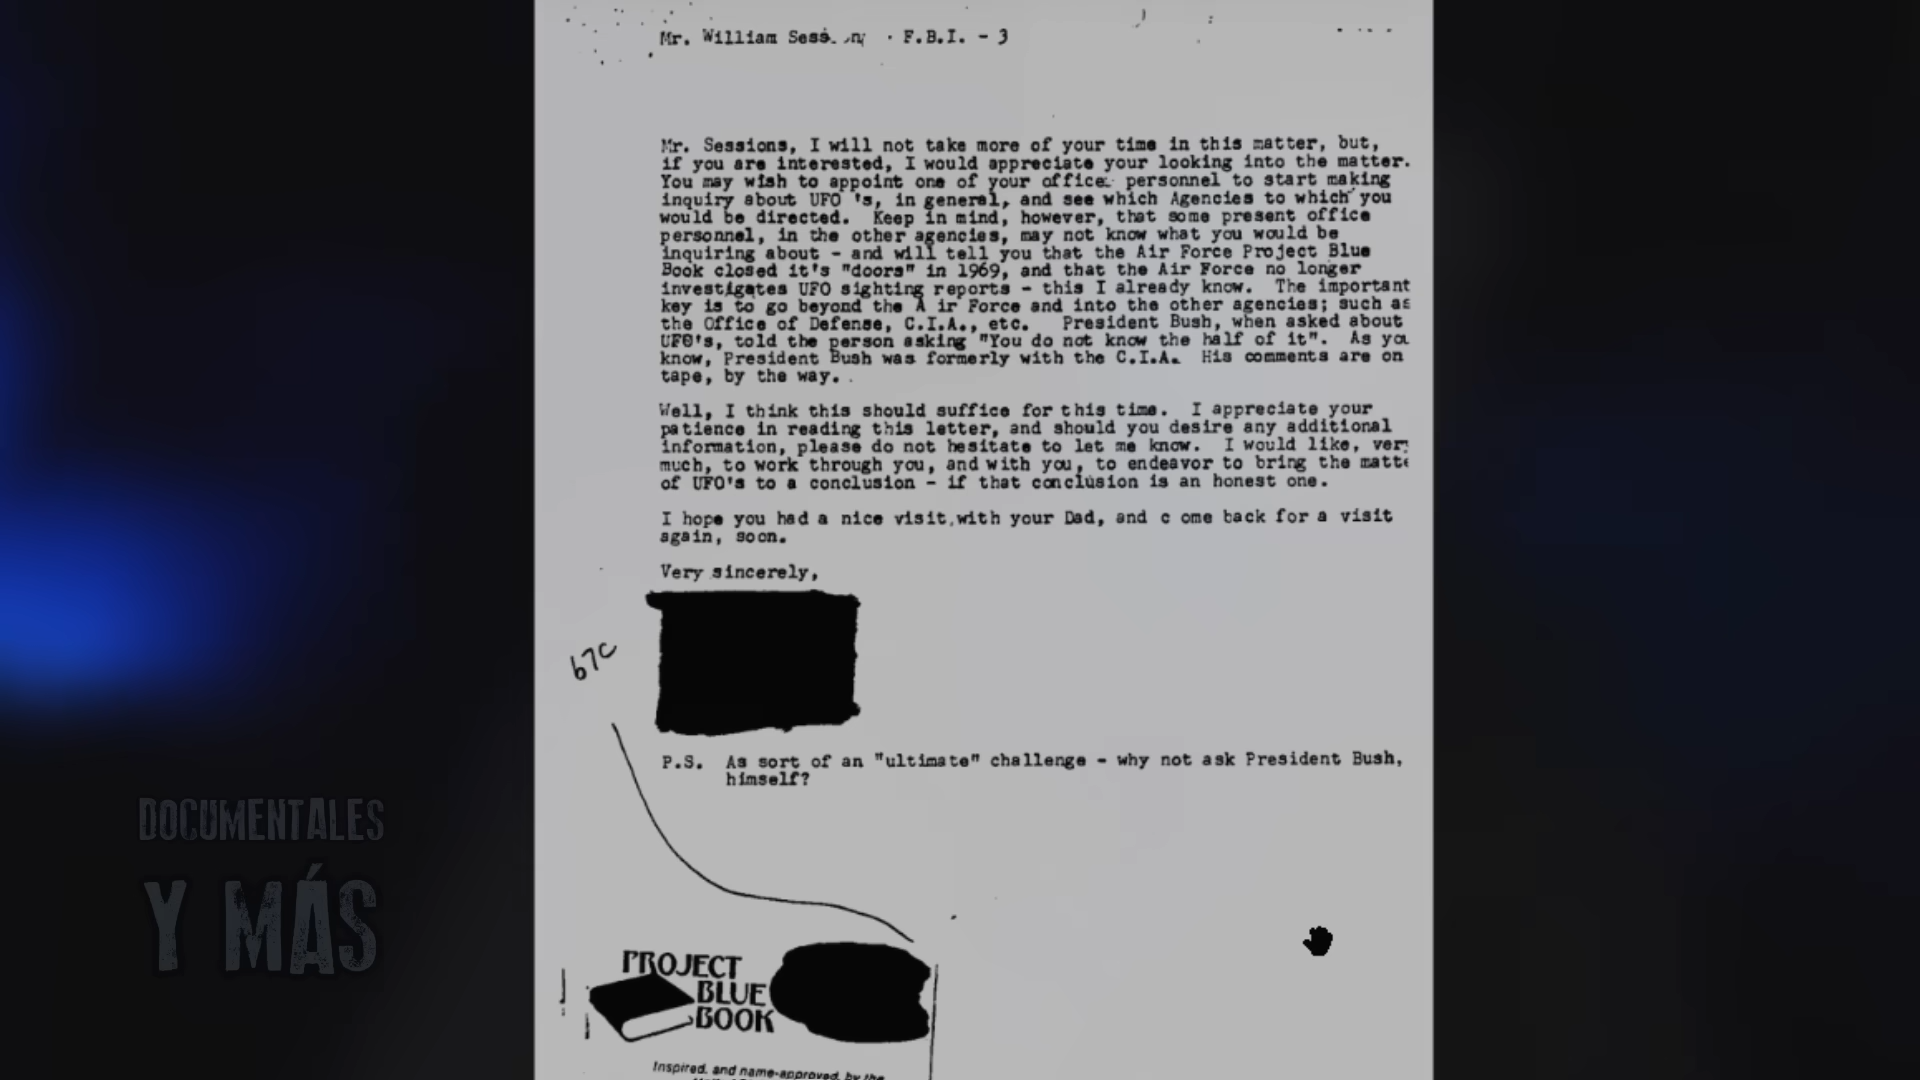 Mr. William Sess. · F.B.I. - 3
Mr. Sessions, I will not take more of your time in this matter, but,
if you are interested, I would appreciate your looking into the matter.
You may wish to appoint one of your office personnel to start making
inquiry about UFO 's, in general, and see which Agencies to which you
would be directed. Keep in mind, however, that some present office
personnel, in the other agencies, may not know what you would be
inquiring about - and will tell you that the Air Force Project Blue
Book closed it's "doors" in 1969, and that the Air Force no longer
investigates UFO sighting reports - this I already know. The important
key is to go beyond the A ir Force and into the other agencies; such as
the Office of Defense, C.I.A., etc. President Bush, when asked about
UFO's, told the person asking "You do not know the half of it". As you
know, President Bush was formerly with the C.I.A. His comments are on
tape, by the way.
Well, I think this should suffice for this time. I appreciate your
patience in reading this letter, and should you desire any additional
information, please do not hesitate to let me know. I would like, very
much, to work through you, and with you, to endeavor to bring the matte
of UFO's to a conclusion - if that conclusion is an honest one.
I hope you had a nice visit,with your Dad, and c ome back for a visit
again, soon.
Very sincerely,
b7c
P.S. As sort of an "ultimate" challenge - why not ask President Bush,
himself?
DOCUMENTALES
Y MÁS
PROJECT
BLUE
BOOK
Inspired, and name-approved, by the